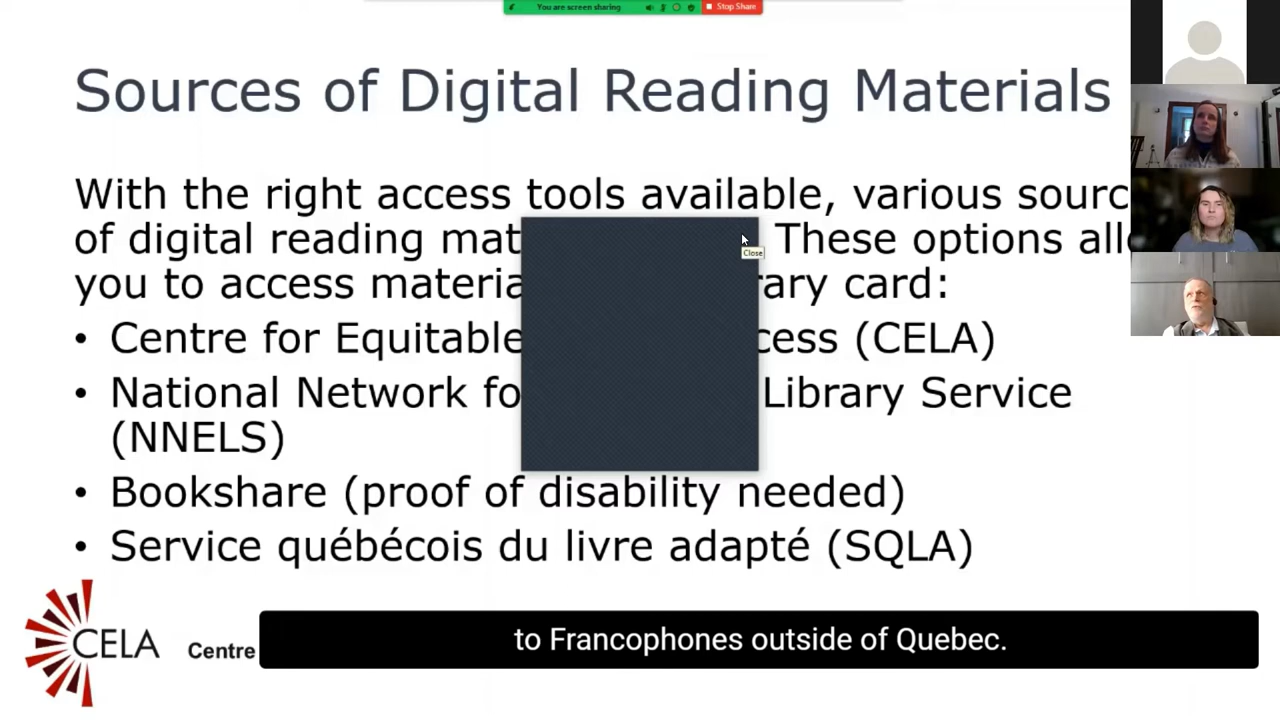 You are screen sharing
Stop Share
Sources of Digital Reading Materials
With the right access tools available, various sourc
of digital reading mat These options all
Close
you to access materia rary card:
• Centre for Equitable cess (CELA)
• National Network fo Library Service
(NNELS)
• Bookshare (proof of disability needed)
• Service québécois du livre adapté (SQLA)
to Francophones outside of Quebec.
CELA Centre